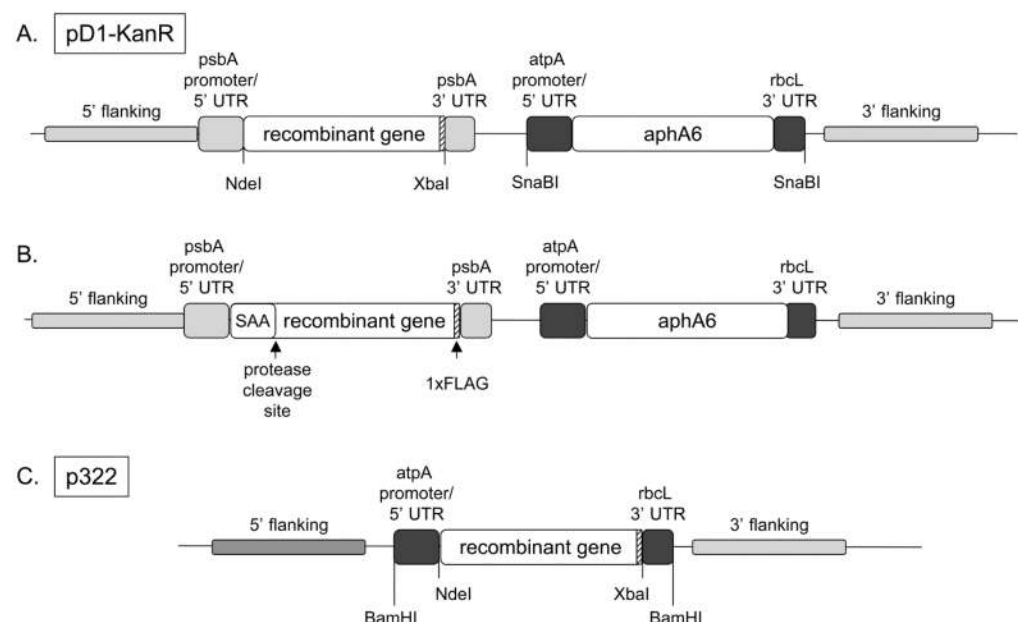 A. pD1-KanR
psbA
promoter/
5' UTR
psbA
3' UTR
atpA
promoter/
5' UTR
rbcL
3' UTR
5' flanking
recombinant gene
aphA6
3' flanking
NdeI
XbaI
SnaBI
SnaBI
B.
psbA
promoter/
5' UTR
psbA
3' UTR
atpA
promoter/
5' UTR
rbcL
3' UTR
5' flanking
SAA
recombinant gene
aphA6
3' flanking
protease
cleavage
site
1xFLAG
C. p322
atpA
promoter/
5' UTR
rbcL
3' UTR
5' flanking
recombinant gene
3' flanking
NdeI
XbaI
BamHI
BamHI